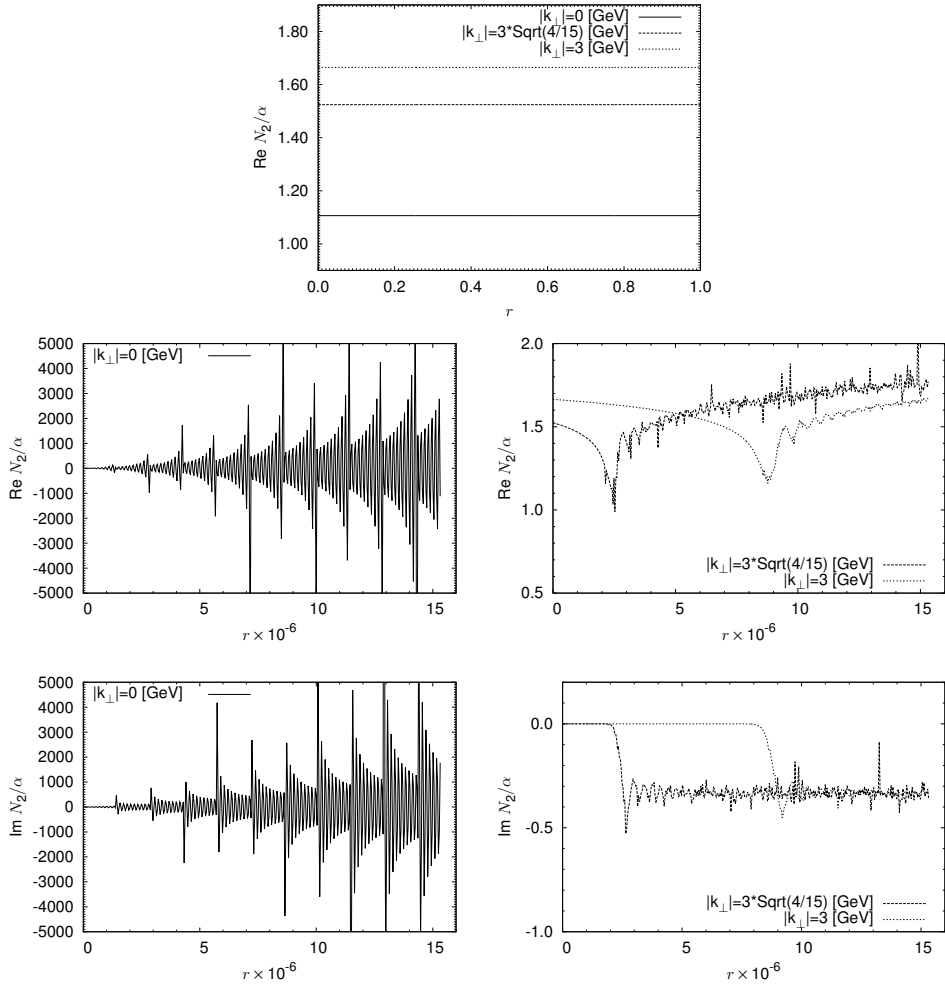 |k⊥|=0 [GeV]
|k⊥|=3*Sqrt(4/15) [GeV]
|k⊥|=3 [GeV]
1.80
1.60
1.40
1.20
1.00
Re N₂/α
0.0 0.2 0.4 0.6 0.8 1.0
r
|k⊥|=0 [GeV]
5000
4000
3000
2000
1000
0
-1000
-2000
-3000
-4000
-5000
Re N₂/α
0 5 10 15
r × 10⁻⁶
2.0
1.5
1.0
0.5
Re N₂/α
|k⊥|=3*Sqrt(4/15) [GeV]
|k⊥|=3 [GeV]
0 5 10 15
r × 10⁻⁶
|k⊥|=0 [GeV]
5000
4000
3000
2000
1000
0
-1000
-2000
-3000
-4000
-5000
Im N₂/α
0 5 10 15
r × 10⁻⁶
0.0
-0.5
-1.0
Im N₂/α
|k⊥|=3*Sqrt(4/15) [GeV]
|k⊥|=3 [GeV]
0 5 10 15
r × 10⁻⁶